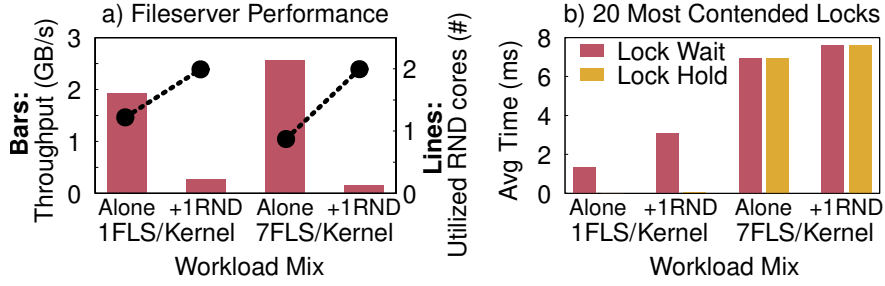 a) Fileserver Performance
Bars:
Throughput (GB/s)
3
2
1
0
2
1
0
Lines:
Utilized RND cores (#)
Alone +1RND Alone +1RND
1FLS/Kernel 7FLS/Kernel
Workload Mix
b) 20 Most Contended Locks
Avg Time (ms)
8
6
4
2
0
Lock Wait
Lock Hold
Alone +1RND Alone +1RND
1FLS/Kernel 7FLS/Kernel
Workload Mix